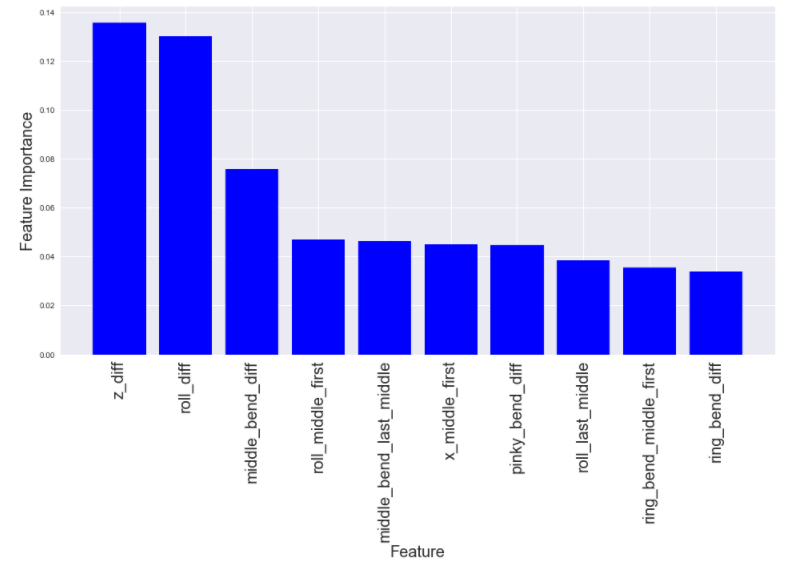 Feature Importance
0.14
0.12
0.10
0.08
0.06
0.04
0.02
0.00
z_diff
roll_diff
middle_bend_diff
roll_middle_first
middle_bend_last_middle
x_middle_first
pinky_bend_diff
roll_last_middle
ring_bend_middle_first
ring_bend_diff
Feature